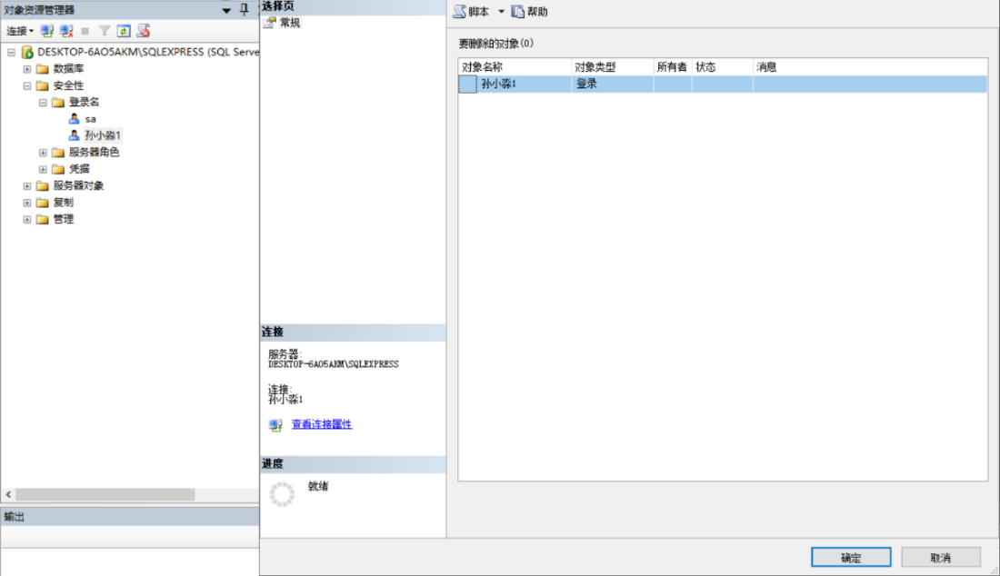 对象资源管理器
连接
DESKTOP-6AO5AKM\SQLEXPRESS (SQL Serve
数据库
安全性
登录名
sa
孙小淼1
服务器角色
凭据
服务器对象
复制
管理
输出
选择页
常规
连接
服务器:
DESKTOP-6AO5AKM\SQLEXPRESS
连接:
孙小淼1
查看连接属性
进度
就绪
脚本 帮助
要删除的对象(O)
对象名称 对象类型 所有者 状态 消息
孙小淼1 登录
确定 取消